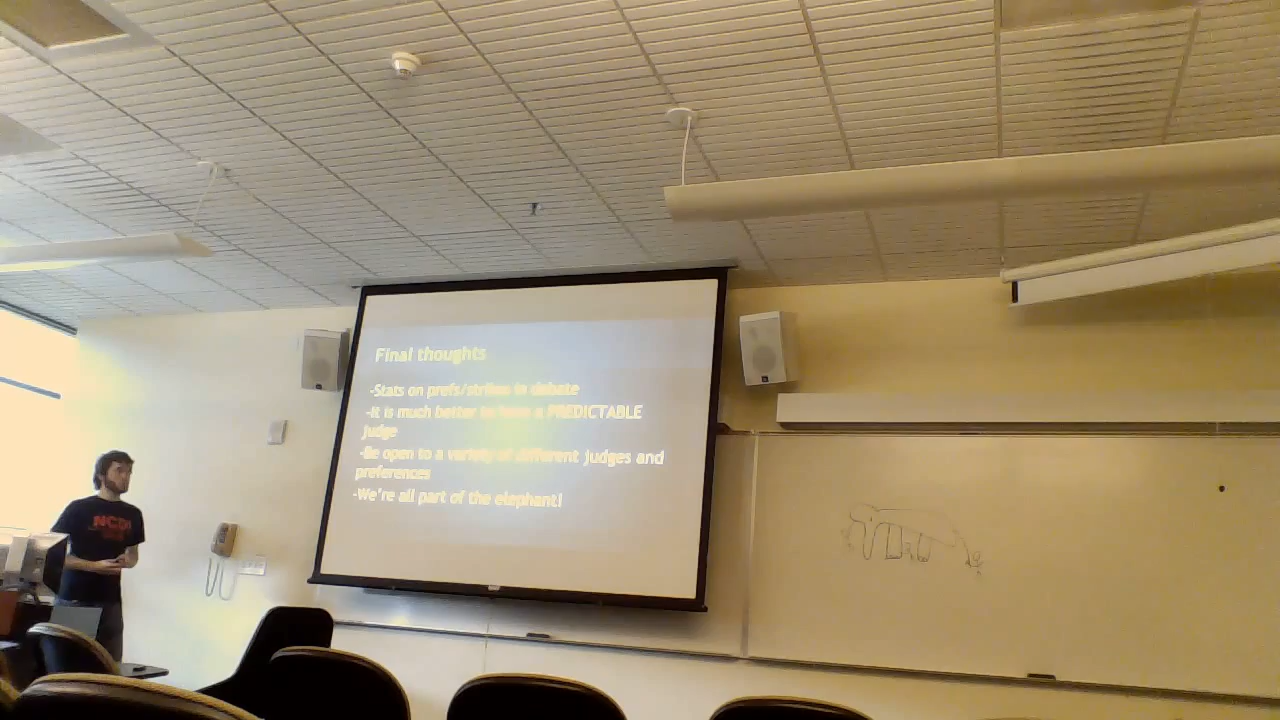 Final thoughts
-Stats on prefs/strikes in debate
-It is much better to have a PREDICTABLE
judge
-Be open to a variety of different judges and
preferences
-We're all part of the elephant!
NCDI